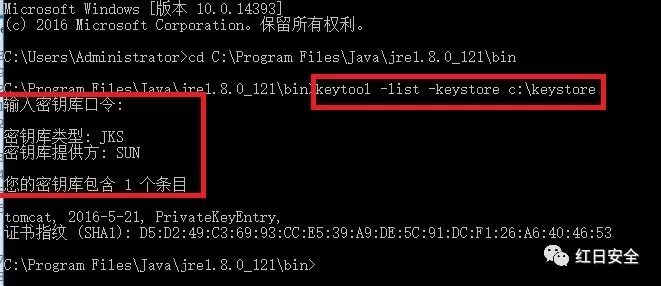 Microsoft Windows [版本 10.0.14393]
(c) 2016 Microsoft Corporation。保留所有权利。
C:\Users\Administrator>cd C:\Program Files\Java\jre1.8.0_121\bin
C:\Program Files\Java\jre1.8.0_121\bin>keytool -list -keystore c:\keystore
输入密钥库口令:
密钥库类型: JKS
密钥库提供方: SUN
您的密钥库包含 1 个条目
tomcat, 2016-5-21, PrivateKeyEntry,
证书指纹 (SHA1): D5:D2:49:C3:69:93:CC:E5:39:A9:DE:5C:91:DC:F1:26:A6:40:46:53
C:\Program Files\Java\jre1.8.0_121\bin>
红日安全